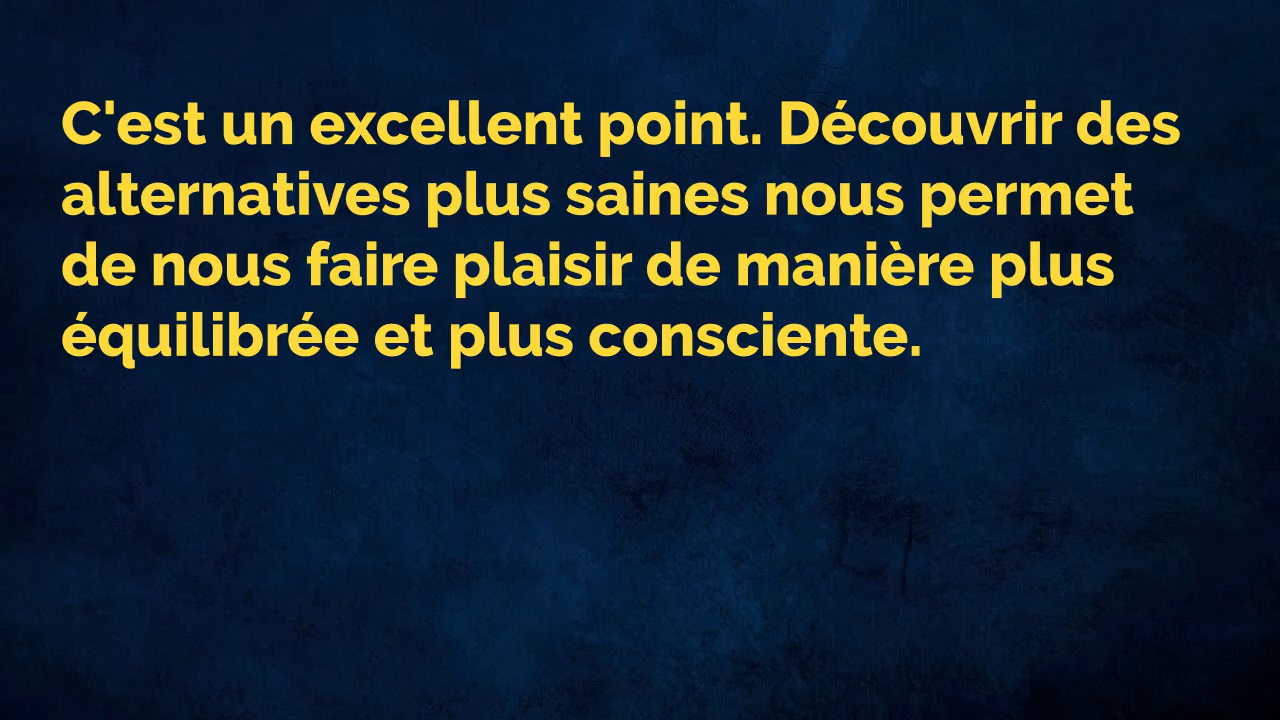 C'est un excellent point. Découvrir des
alternatives plus saines nous permet
de nous faire plaisir de manière plus
équilibrée et plus consciente.